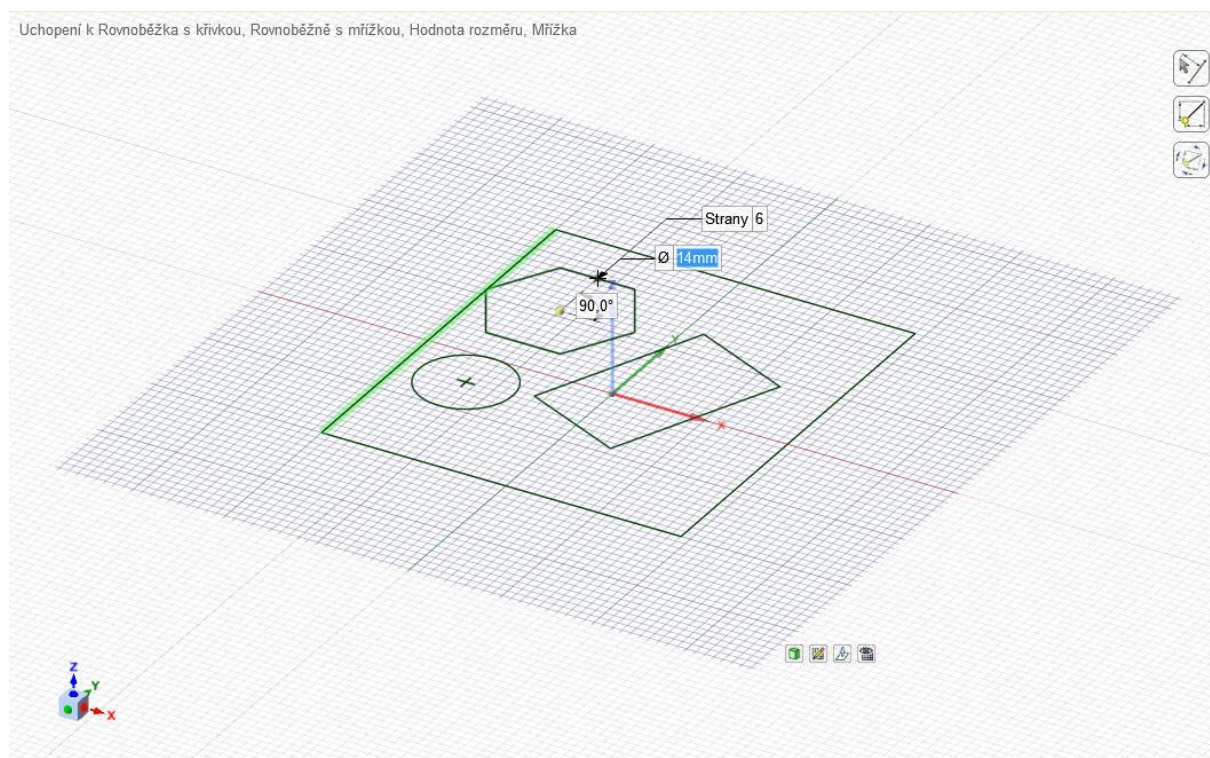 Uchopení k Rovnoběžka s křivkou, Rovnoběžně s mřížkou, Hodnota rozměru, Mřížka
Strany 6
Ø 14mm
Z
90.0°
Y
X
Z
Y
X